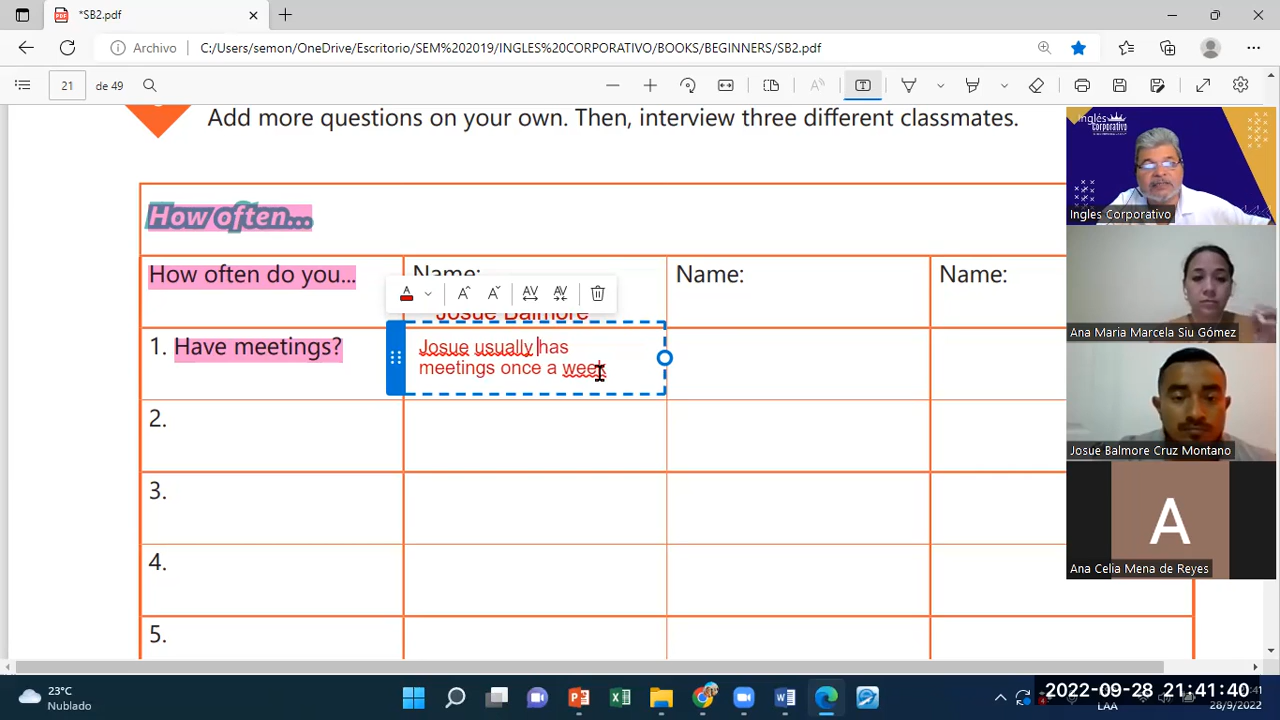 *SB2.pdf
Archivo
C:/Users/semon/OneDrive/Escritorio/SEM%202019/INGLES%20CORPORATIVO/BOOKS/BEGINNERS/SB2.pdf
21
de 49
Add more questions on your own. Then, interview three different classmates.
How often...
How often do you...
Name:
Name:
Name:
Josue Balmore
1. Have meetings?
Josue usually has
meetings once a week
2.
3.
4.
5.
Inglés
Corporativo
Ingles Corporativo
Ana Maria Marcela Siu Gómez
Josue Balmore Cruz Montano
A
Ana Celia Mena de Reyes
23°C
Nublado
LAA
2022-09-28 21:41:40
28/9/2022